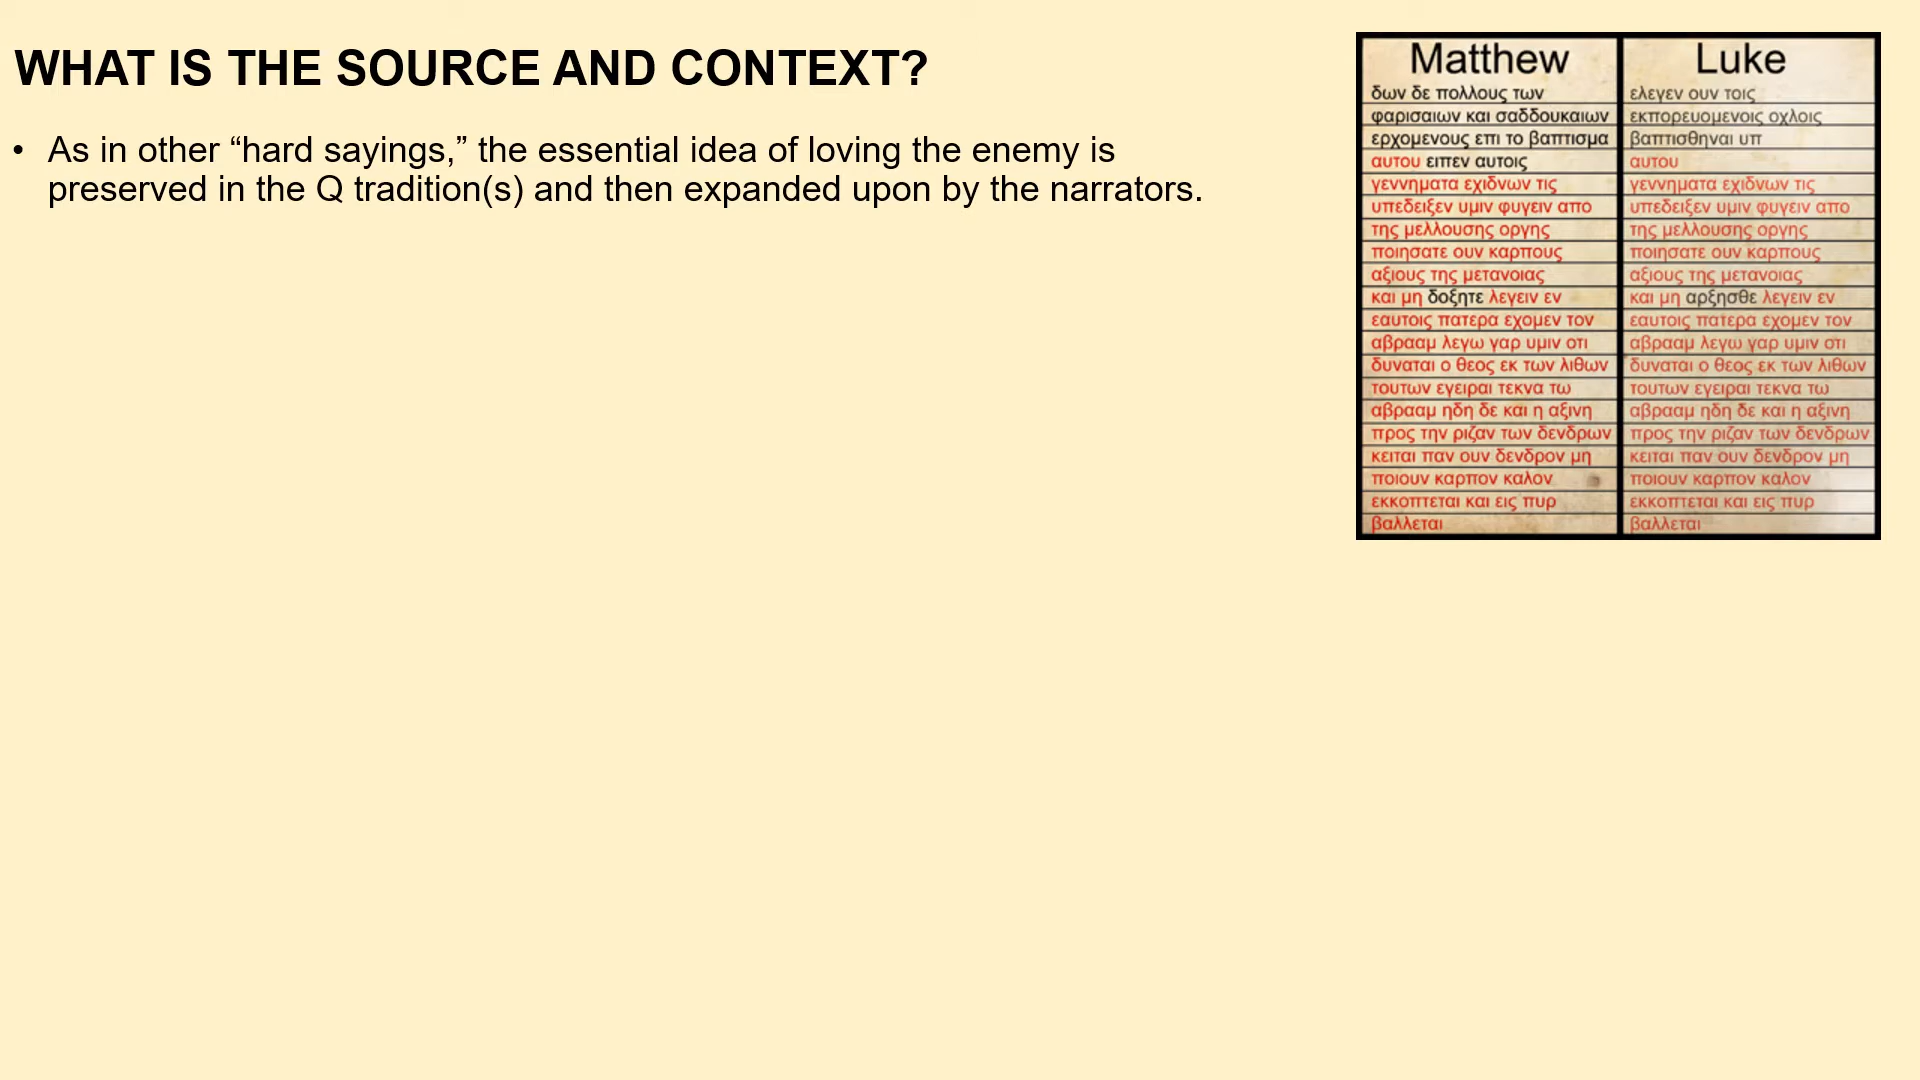 WHAT IS THE SOURCE AND CONTEXT?
• As in other “hard sayings,” the essential idea of loving the enemy is
preserved in the Q tradition(s) and then expanded upon by the narrators.
Matthew
δων δε πολλους των
φαρισαιων και σαδδουκαιων
ερχομενους επι το βαπτισμα
αυτου ειπεν αυτοις
γεννηματα εχιδνων τις
υπεδειξεν υμιν φυγειν απο
της μελλουσης οργης
ποιησατε ουν καρπους
αξιους της μετανοιας
και μη δοξητε λεγειν εν
εαυτοις πατερα εχομεν τον
αβρααμ λεγω γαρ υμιν οτι
δυναται ο θεος εκ των λιθων
τουτων εγειραι τεκνα τω
αβρααμ ηδη δε και η αξινη
προς την ριζαν των δενδρων
κειται παν ουν δενδρον μη
ποιουν καρπον καλον
εκκοπτεται και εις πυρ
βαλλεται
Luke
ελεγεν ουν τοις
εκπορευομενοις οχλοις
βαπτισθηναι υπ
αυτου
γεννηματα εχιδνων τις
υπεδειξεν υμιν φυγειν απο
της μελλουσης οργης
ποιησατε ουν καρπους
αξιους της μετανοιας
και μη αρξησθε λεγειν εν
εαυτοις πατερα εχομεν τον
αβρααμ λεγω γαρ υμιν οτι
δυναται ο θεος εκ των λιθων
τουτων εγειραι τεκνα τω
αβρααμ ηδη δε και η αξινη
προς την ριζαν των δενδρων
κειται παν ουν δενδρον μη
ποιουν καρπον καλον
εκκοπτεται και εις πυρ
βαλλεται